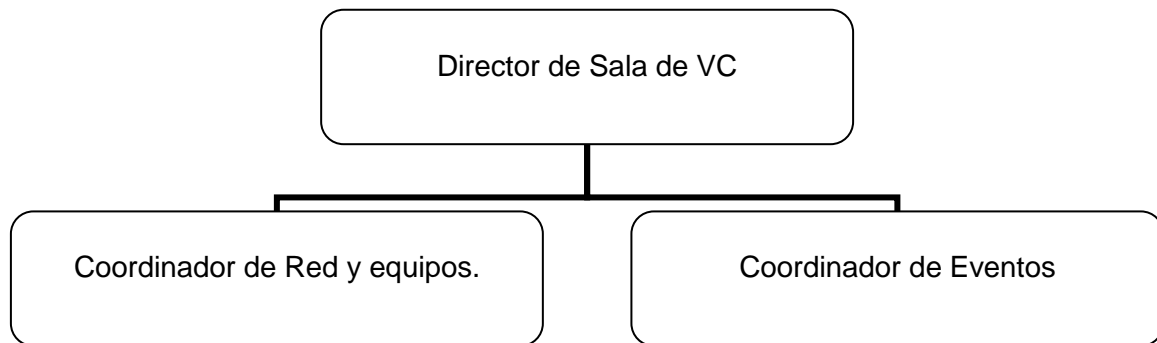 Director de Sala de VC
Coordinador de Red y equipos.
Coordinador de Eventos